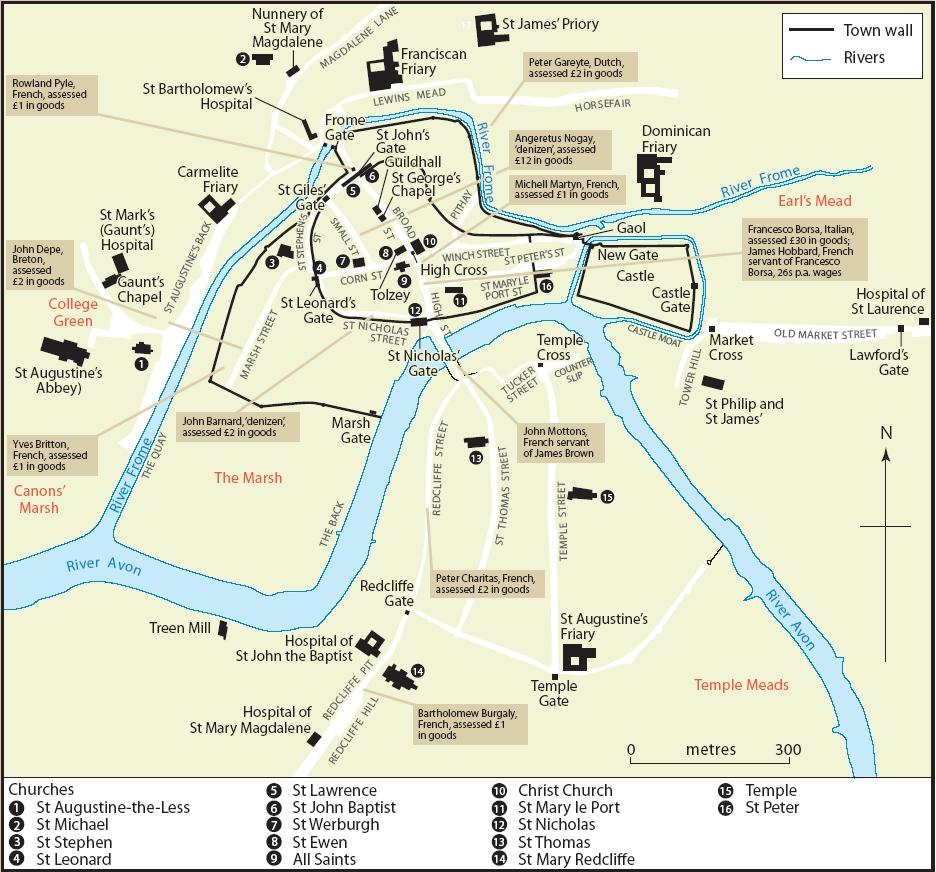 Nunnery of
St Mary
Magdalene
MAGDALENE LANE
St James' Priory
Town wall
Rivers
2
Franciscan
Friary
Peter Gareyte, Dutch,
assessed £2 in goods
Rowland Pyle,
French, assessed
£1 in goods
St Bartholomew's
Hospital
LEWINS MEAD
HORSEFAIR
Frome
Gate
St John's
Gate
River Frome
Angeretus Nogay,
'denizen', assessed
£12 in goods
Dominican
Friary
Guildhall
St George's
Chapel
Carmelite
Friary
6
5
St Giles'
Gate
Michell Martyn, French,
assessed £1 in goods
River Frome
Earl's Mead
St Mark's
(Gaunt's)
Hospital
ST AUGUSTINE'S BACK
ST STEPHEN'S
ST
SMALL ST
BROAD
ST
PITHAY
Gaol
Francesco Borsa, Italian,
assessed £30 in goods;
James Hobbard, French
servant of Francesco
Borsa, 26s p.a. wages
John Depe,
Breton,
assessed
£2 in goods
3
4
7
8
10
9
WINCH STREET
ST PETER'S ST
New Gate
Castle
High Cross
CORN ST
Tolzey
ST MARY LE
PORT ST
16
11
Gaunt's
Chapel
St Leonard's
Gate
HIGH ST
12
Castle
Gate
Hospital of
St Laurence
College
Green
MARSH STREET
ST NICHOLAS
STREET
CASTLE MOAT
Market
Cross
OLD MARKET STREET
St Nicholas'
Gate
Temple
Cross
Lawford's
Gate
St Augustine's
Abbey)
1
TUCKER
STREET
COUNTER
SLIP
TOWER HILL
St Philip and
St James'
John Barnard, 'denizen',
assessed £2 in goods
Marsh
Gate
John Mottons,
French servant
of James Brown
N
Yves Britton,
French, assessed
£1 in goods
THE QUAY
River Frome
REDCLIFFE STREET
13
ST THOMAS STREET
Canons'
Marsh
The Marsh
THE BACK
TEMPLE STREET
15
River Avon
Redcliffe
Gate
Peter Charitas, French,
assessed £2 in goods
River Avon
Treen Mill
Hospital of
St John the Baptist
St Augustine's
Friary
REDCLIFFE PIT
14
Temple
Gate
Temple Meads
Hospital of
St Mary Magdalene
REDCLIFFE HILL
Bartholomew Burgaly,
French, assessed £1
in goods
0 metres 300
Churches
1 St Augustine-the-Less
2 St Michael
3 St Stephen
4 St Leonard
5 St Lawrence
6 St John Baptist
7 St Werburgh
8 St Ewen
9 All Saints
10 Christ Church
11 St Mary le Port
12 St Nicholas
13 St Thomas
14 St Mary Redcliffe
15 Temple
16 St Peter